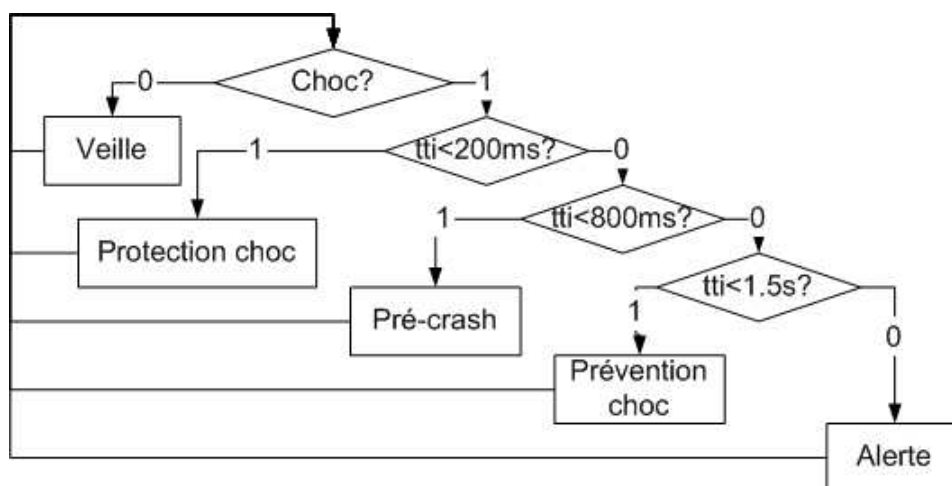 Choc?
0
1
Veille
tti<200ms?
1
0
Protection choc
tti<800ms?
1
0
Pré-crash
tti<1.5s?
1
0
Prévention
choc
Alerte